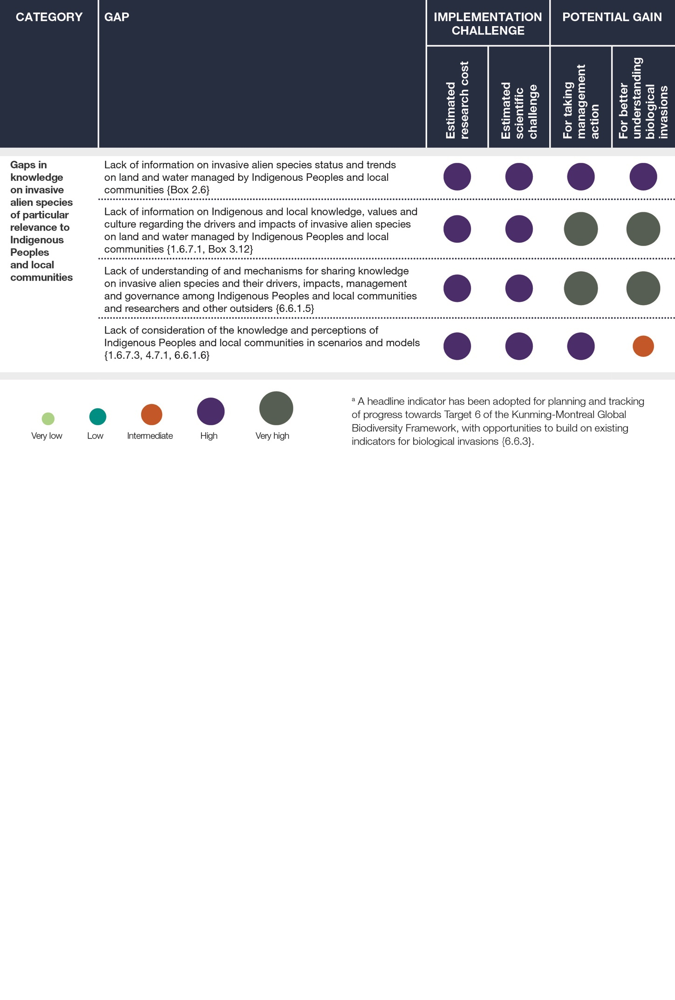 CATEGORY
GAP
IMPLEMENTATION
CHALLENGE
POTENTIAL GAIN
Estimated
research cost
Estimated
scientific
challenge
For taking
management
action
For better
understanding
biological
invasions
Gaps in
knowledge
on invasive
alien species
of particular
relevance to
Indigenous
Peoples
and local
communities
Lack of information on invasive alien species status and trends
on land and water managed by Indigenous Peoples and local
communities {Box 2.6}
Lack of information on Indigenous and local knowledge, values and
culture regarding the drivers and impacts of invasive alien species
on land and water managed by Indigenous Peoples and local
communities {1.6.7.1, Box 3.12}
Lack of understanding of and mechanisms for sharing knowledge
on invasive alien species and their drivers, impacts, management
and governance among Indigenous Peoples and local communities
and researchers and other outsiders {6.6.1.5}
Lack of consideration of the knowledge and perceptions of
Indigenous Peoples and local communities in scenarios and models
{1.6.7.3, 4.7.1, 6.6.1.6}
Very low
Low
Intermediate
High
Very high
ª A headline indicator has been adopted for planning and tracking
of progress towards Target 6 of the Kunming-Montreal Global
Biodiversity Framework, with opportunities to build on existing
indicators for biological invasions {6.6.3}.